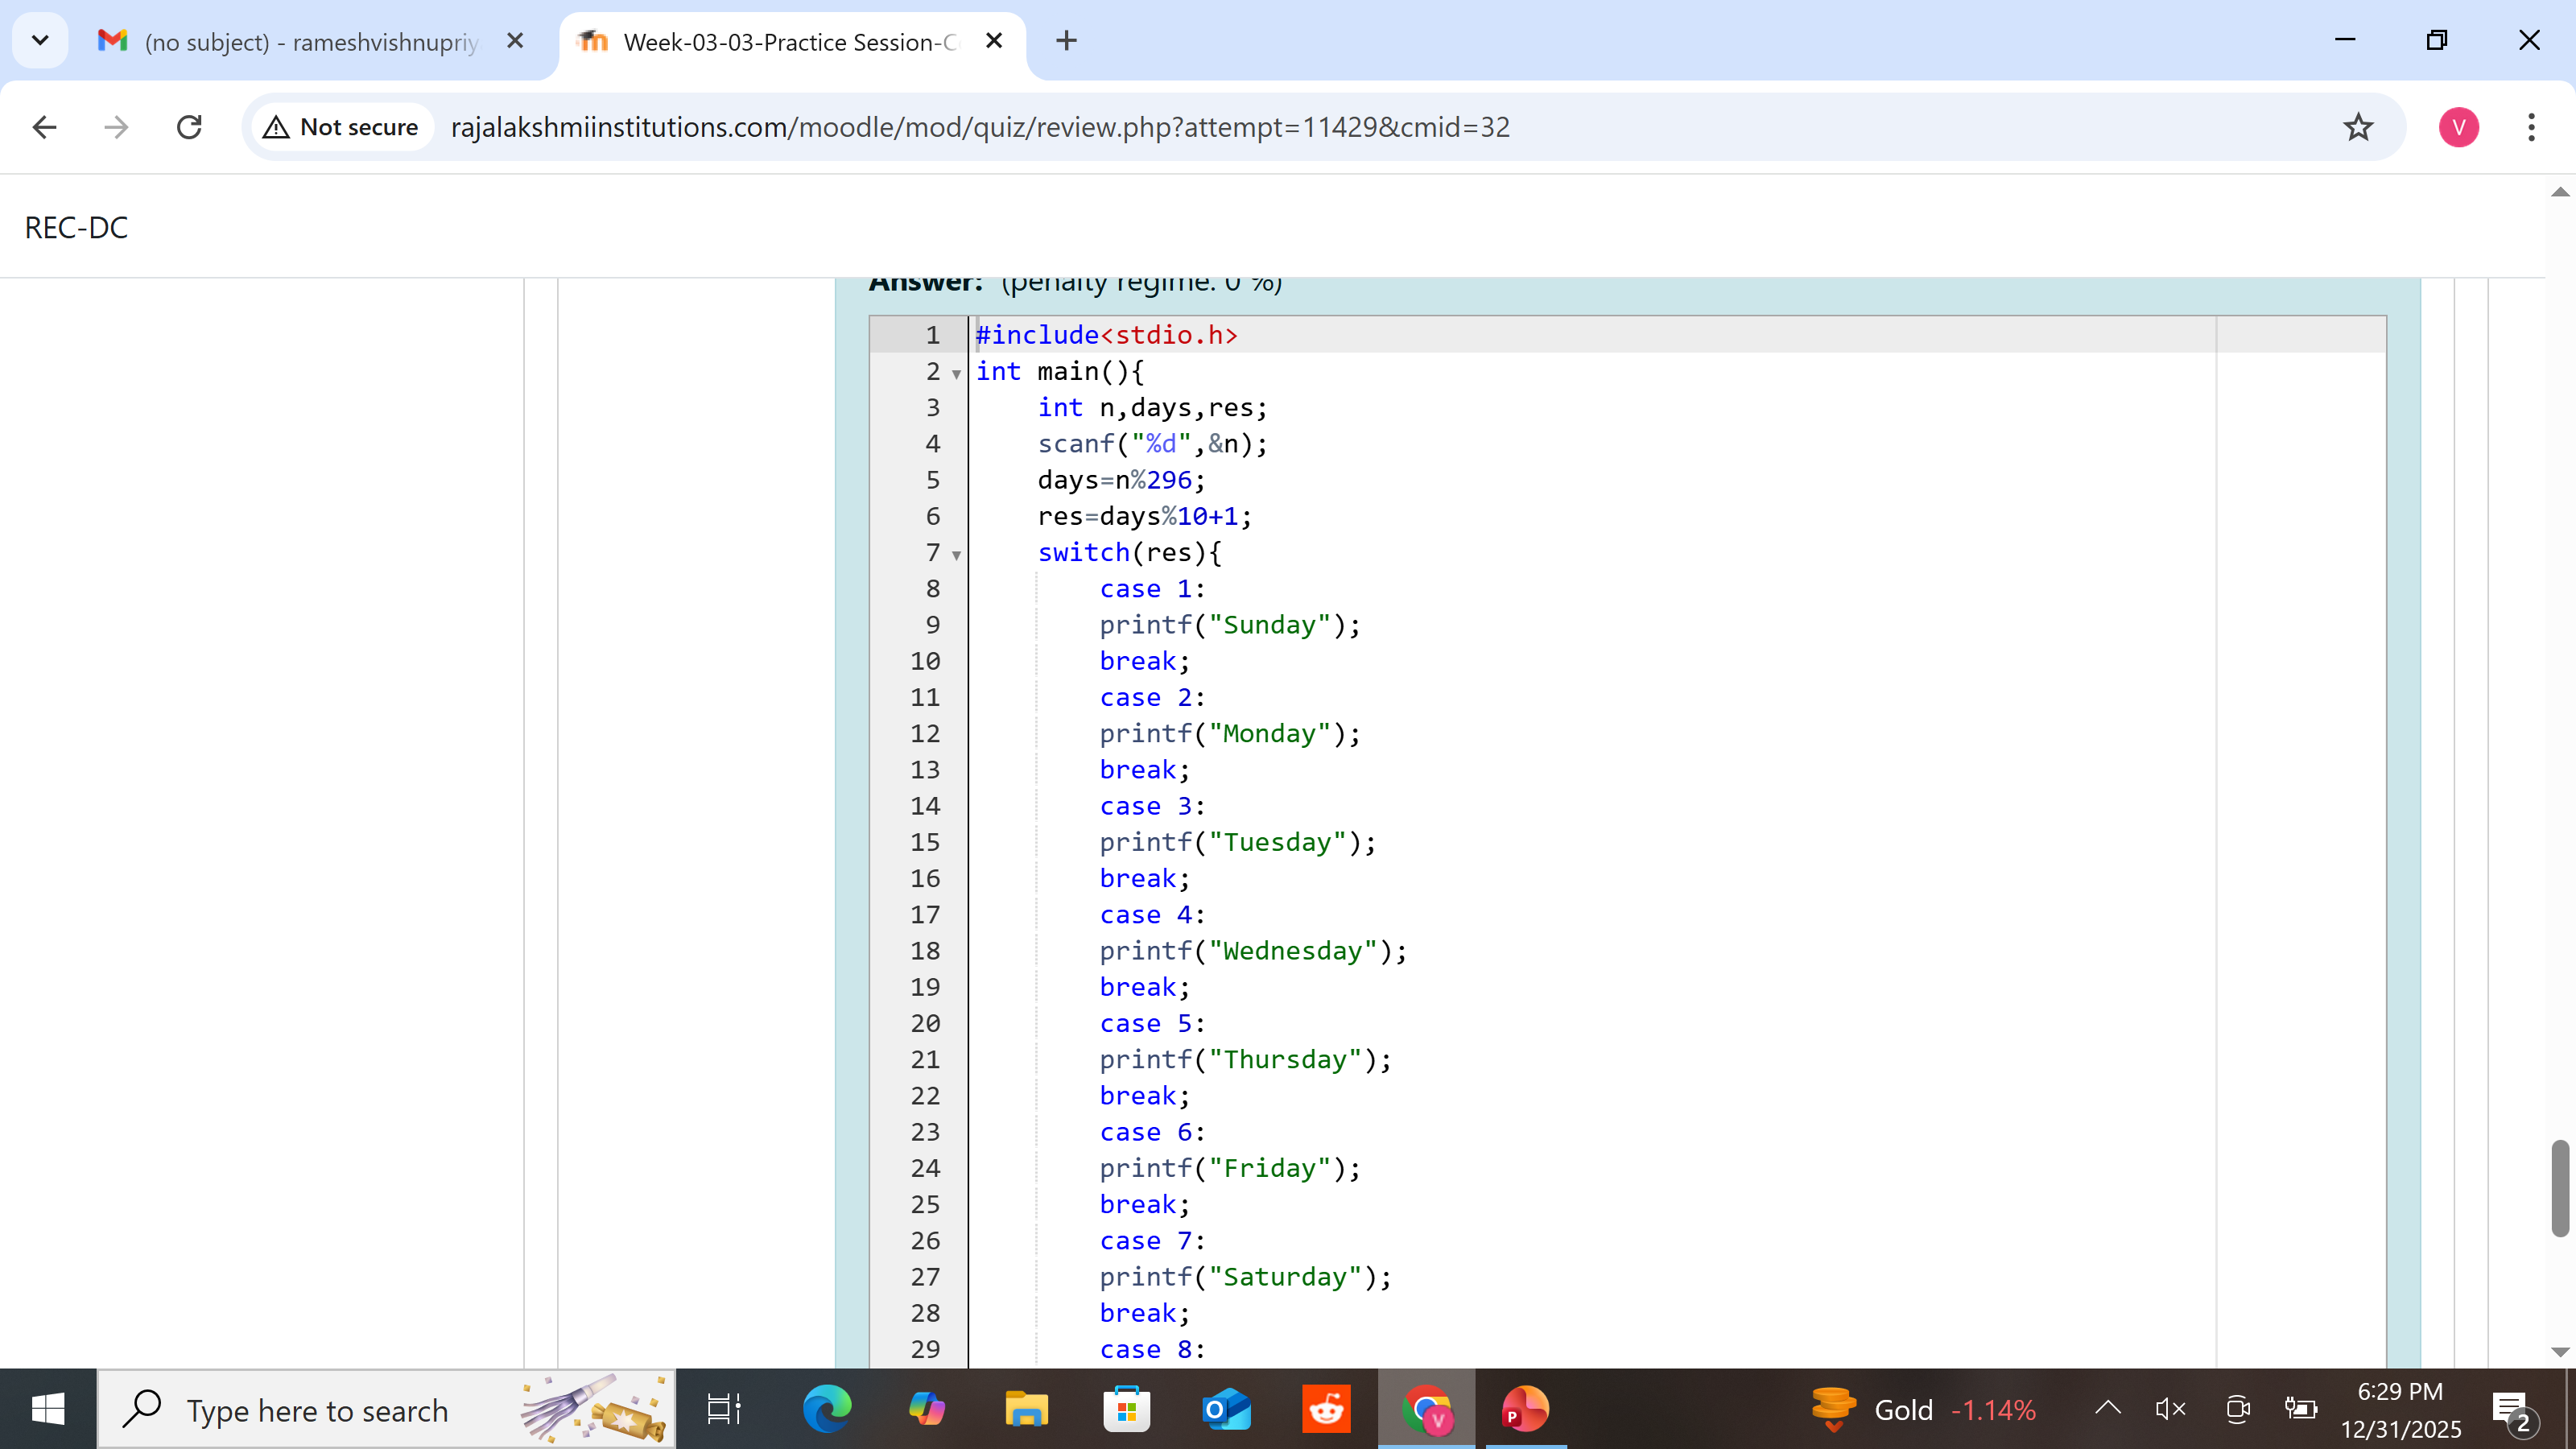 (no subject) - rameshvishnupriy
Week-03-03-Practice Session-C
Not secure
rajalakshmiinstitutions.com/moodle/mod/quiz/review.php?attempt=11429&cmid=32
V
REC-DC
Answer: (penalty regime: 0 %)
1 #include<stdio.h>
2 int main(){
3 int n,days,res;
4 scanf("%d",&n);
5 days=n%296;
6 res=days%10+1;
7 switch(res){
8 case 1:
9 printf("Sunday");
10 break;
11 case 2:
12 printf("Monday");
13 break;
14 case 3:
15 printf("Tuesday");
16 break;
17 case 4:
18 printf("Wednesday");
19 break;
20 case 5:
21 printf("Thursday");
22 break;
23 case 6:
24 printf("Friday");
25 break;
26 case 7:
27 printf("Saturday");
28 break;
29 case 8:
Type here to search
Gold -1.14%
6:29 PM
12/31/2025
2